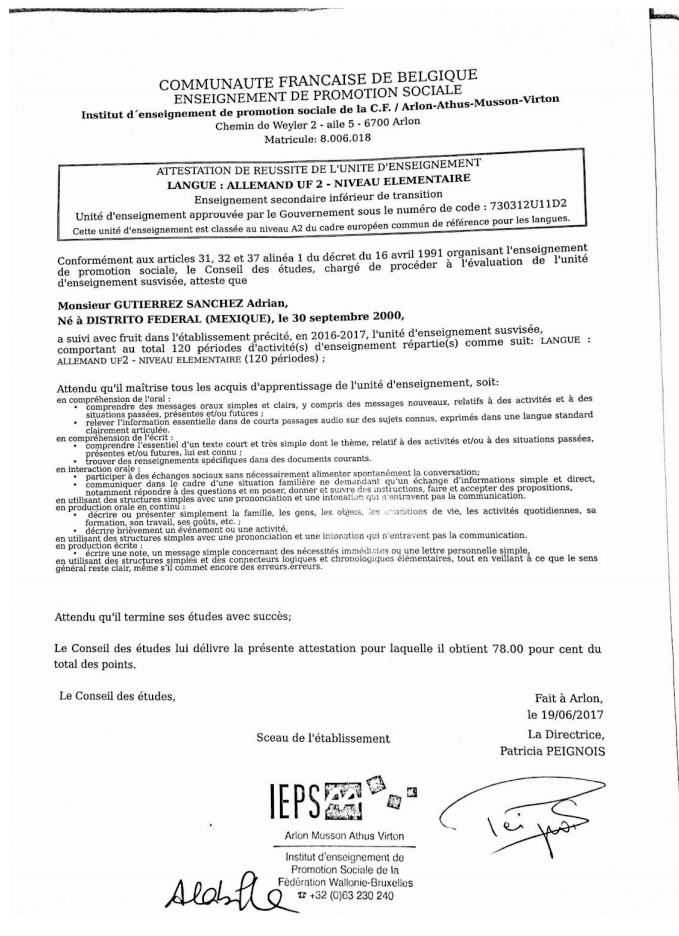 COMMUNAUTE FRANCAISE DE BELGIQUE
ENSEIGNEMENT DE PROMOTION SOCIALE
Institut d´enseignement de promotion sociale de la C.F. / Arlon-Athus-Musson-Virton
Chemin de Weyler 2 - aile 5 - 6700 Arlon
Matricule: 8.006.018
ATTESTATION DE REUSSITE DE L'UNITE D'ENSEIGNEMENT
LANGUE : ALLEMAND UF 2 - NIVEAU ELEMENTAIRE
Enseignement secondaire inférieur de transition
Unité d'enseignement approuvée par le Gouvernement sous le numéro de code : 730312U11D2
Cette unité d'enseignement est classée au niveau A2 du cadre européen commun de référence pour les langues.
Conformément aux articles 31, 32 et 37 alinéa 1 du décret du 16 avril 1991 organisant l'enseignement
de promotion sociale, le Conseil des études, chargé de procéder à l'évaluation de l'unité
d'enseignement susvisée, atteste que
Monsieur GUTIERREZ SANCHEZ Adrian,
Né à DISTRITO FEDERAL (MEXIQUE), le 30 septembre 2000,
a suivi avec fruit dans l'établissement précité, en 2016-2017, l'unité d'enseignement susvisée,
comportant au total 120 périodes d'activité(s) d'enseignement répartie(s) comme suit: LANGUE :
ALLEMAND UF2 - NIVEAU ELEMENTAIRE (120 périodes) ;
Attendu qu'il maîtrise tous les acquis d'apprentissage de l'unité d'enseignement, soit:
en compréhension de l'oral :
• comprendre des messages oraux simples et clairs, y compris des messages nouveaux, relatifs à des activités et à des
situations passées, présentes et/ou futures ;
• relever l'information essentielle dans de courts passages audio sur des sujets connus, exprimés dans une langue standard
clairement articulée.
en compréhension de l'écrit :
• comprendre l'essentiel d'un texte court et très simple dont le thème, relatif à des activités et/ou à des situations passées,
présentes et/ou futures, lui est connu ;
• trouver des renseignements spécifiques dans des documents courants.
en interaction orale :
• participer à des échanges sociaux sans nécessairement alimenter spontanément la conversation;
• communiquer dans le cadre d'une situation familière ne demandant qu'un échange d'informations simple et direct,
notamment répondre à des questions et en poser, donner et suivre des instructions, faire et accepter des propositions,
en utilisant des structures simples avec une prononciation et une intonation qui n'entravent pas la communication.
en production orale en continu :
• décrire ou présenter simplement la famille, les gens, les objets, les conditions de vie, les activités quotidiennes, sa
formation, son travail, ses goûts, etc. ;
• décrire brièvement un événement ou une activité,
en utilisant des structures simples avec une prononciation et une intonation qui n'entravent pas la communication.
en production écrite :
• écrire une note, un message simple concernant des nécessités immédiates ou une lettre personnelle simple,
en utilisant des structures simples et des connecteurs logiques et chronologiques élémentaires, tout en veillant à ce que le sens
général reste clair, même s'il commet encore des erreurs.erreurs.
Attendu qu'il termine ses études avec succès;
Le Conseil des études lui délivre la présente attestation pour laquelle il obtient 78.00 pour cent du
total des points.
Le Conseil des études,
Fait à Arlon,
le 19/06/2017
Sceau de l'établissement
La Directrice,
Patricia PEIGNOIS
IEPS
Arlon Musson Athus Virton
Institut d'enseignement de
Promotion Sociale de la
Fédération Wallonie-Bruxelles
☎ +32 (0)63 230 240